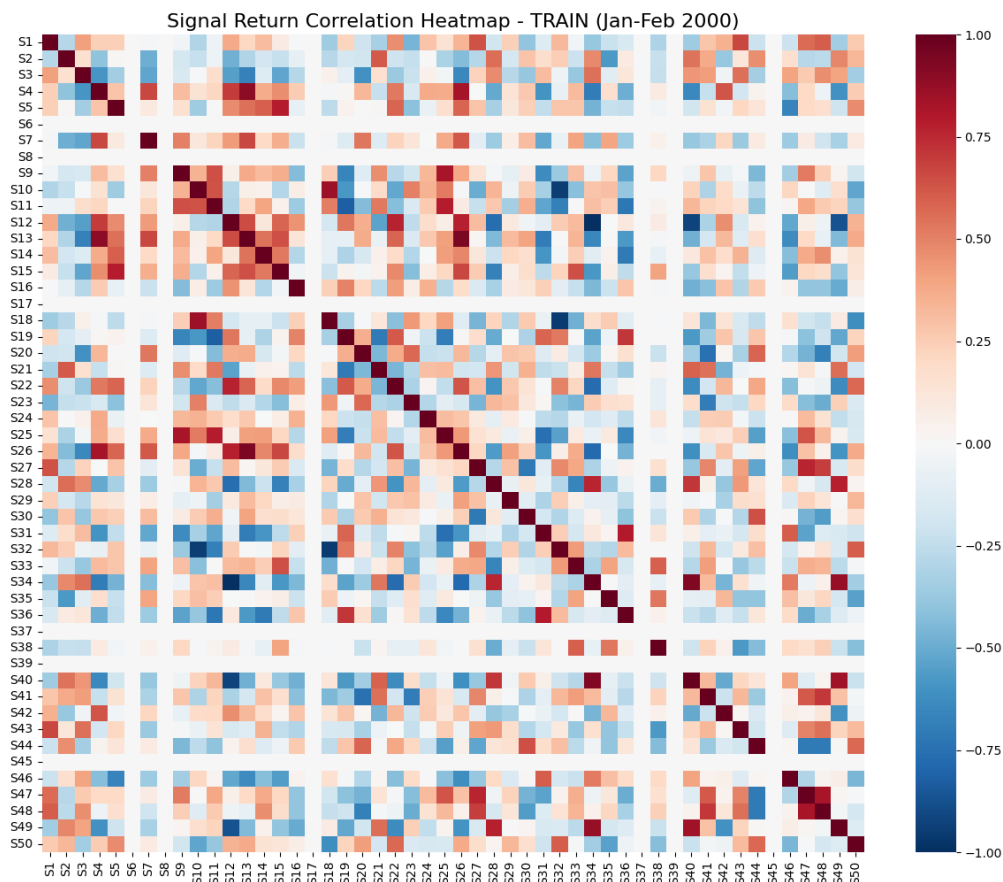 Signal Return Correlation Heatmap - TRAIN (Jan-Feb 2000)
S1
S2
S3
S4
S5
S6
S7
S8
S9
S10
S11
S12
S13
S14
S15
S16
S17
S18
S19
S20
S21
S22
S23
S24
S25
S26
S27
S28
S29
S30
S31
S32
S33
S34
S35
S36
S37
S38
S39
S40
S41
S42
S43
S44
S45
S46
S47
S48
S49
S50
S1 S2 S3 S4 S5 S6 S7 S8 S9 S10 S11 S12 S13 S14 S15 S16 S17 S18 S19 S20 S21 S22 S23 S24 S25 S26 S27 S28 S29 S30 S31 S32 S33 S34 S35 S36 S37 S38 S39 S40 S41 S42 S43 S44 S45 S46 S47 S48 S49 S50
1.00
0.75
0.50
0.25
0.00
−0.25
−0.50
−0.75
−1.00